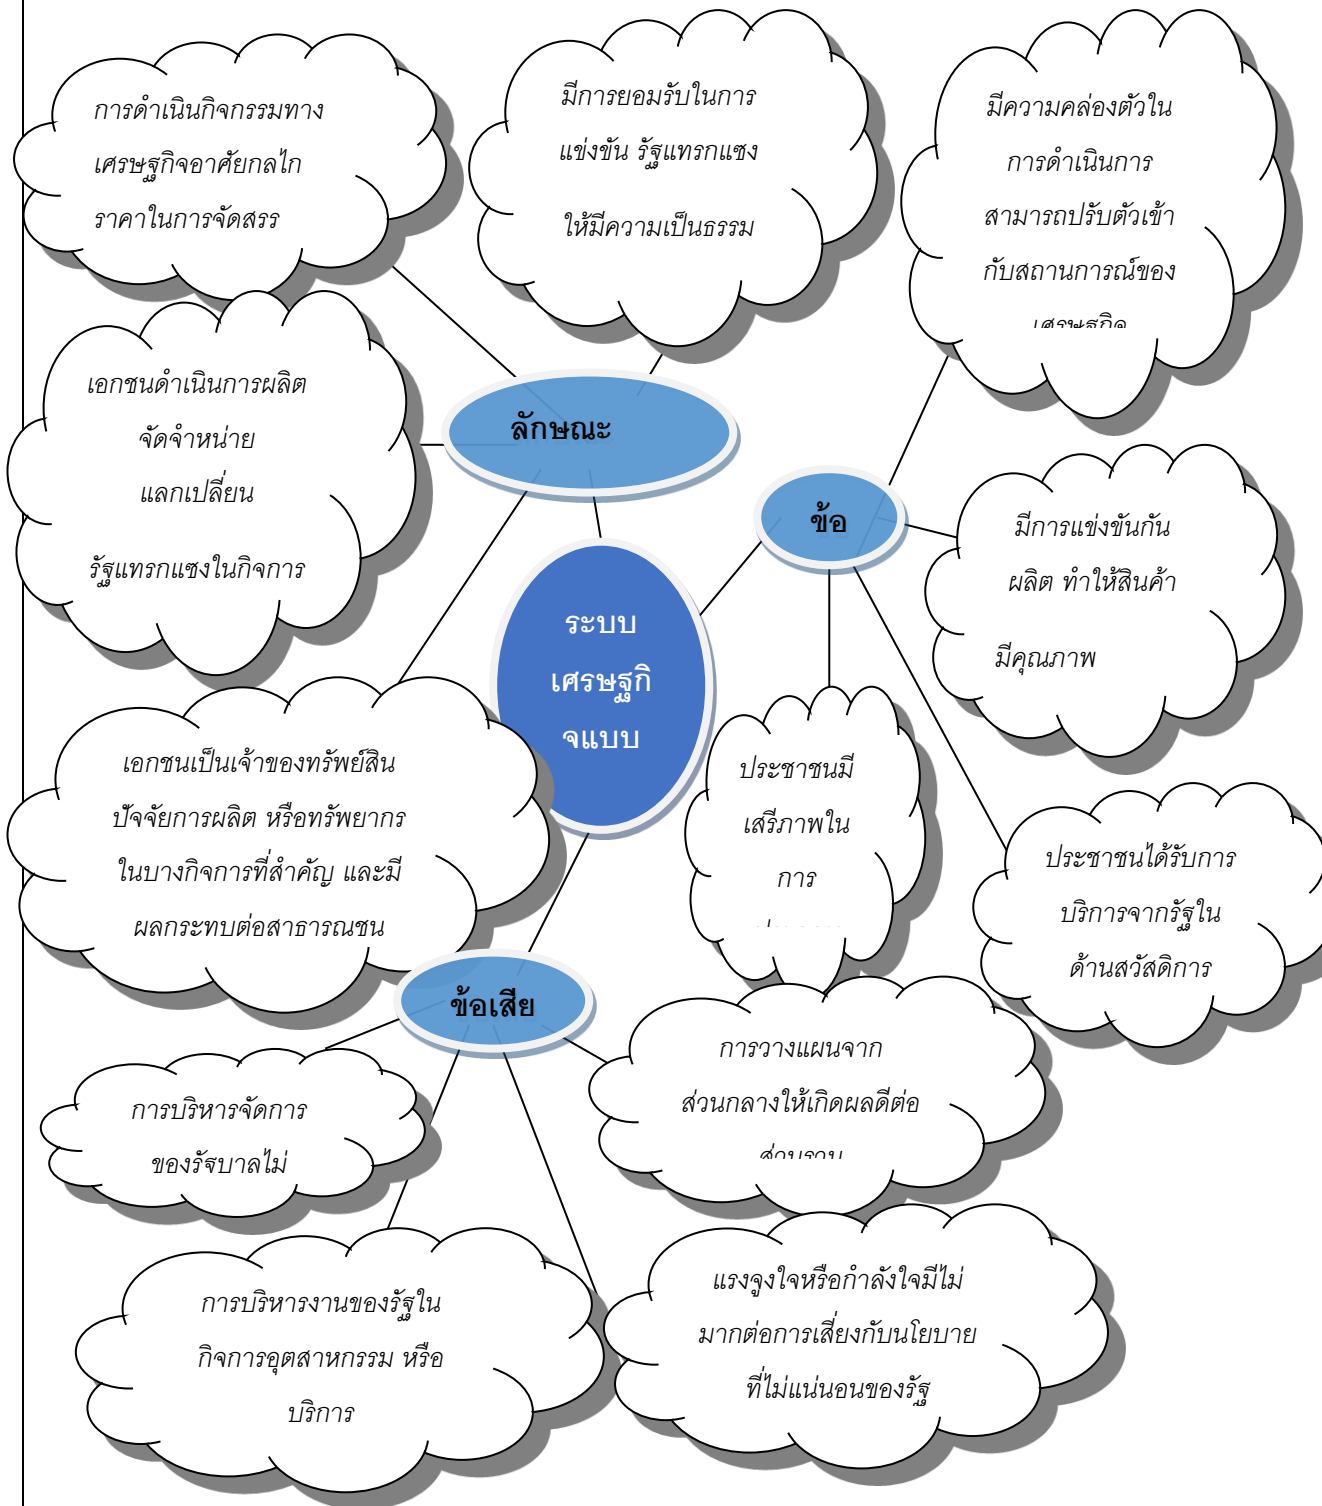 การดำเนินกิจกรรมทาง
เศรษฐกิจอาศัยกลไก
ราคาในการจัดสรร
มีการยอมรับในการ
แข่งขัน รัฐแทรกแซง
ให้มีความเป็นธรรม
มีความคล่องตัวใน
การดำเนินการ
สามารถปรับตัวเข้า
กับสถานการณ์ของ
เศรษฐกิจ
เอกชนดำเนินการผลิต
จัดจำหน่าย
แลกเปลี่ยน
รัฐแทรกแซงในกิจการ
ลักษณะ
ข้อ
มีการแข่งขันกัน
ผลิต ทำให้สินค้า
มีคุณภาพ
ระบบ
เศรษฐกิ
จแบบ
เอกชนเป็นเจ้าของทรัพย์สิน
ปัจจัยการผลิต หรือทรัพยากร
ในบางกิจการที่สำคัญ และมี
ผลกระทบต่อสาธารณชน
ประชาชนมี
เสรีภาพใน
การ
ประชาชนได้รับการ
บริการจากรัฐใน
ด้านสวัสดิการ
ข้อเสีย
การวางแผนจาก
ส่วนกลางให้เกิดผลดีต่อ
ส่วนรวม
การบริหารจัดการ
ของรัฐบาลไม่
การบริหารงานของรัฐใน
กิจการอุตสาหกรรม หรือ
บริการ
แรงจูงใจหรือกำลังใจมีไม่
มากต่อการเสี่ยงกับนโยบาย
ที่ไม่แน่นอนของรัฐ